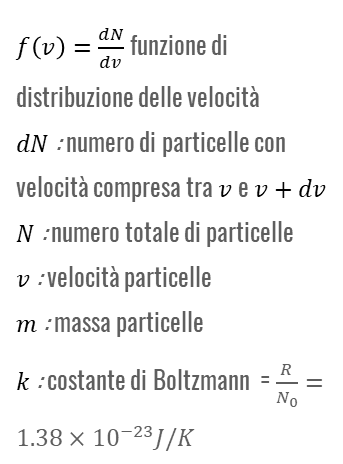 f(v) = dN/dv funzione di
distribuzione delle velocità
dN :numero di particelle con
velocità compresa tra v e v + dv
N :numero totale di particelle
v :velocità particelle
m :massa particelle
k :costante di Boltzmann = R/N₀ =
1.38 × 10⁻²³J/K